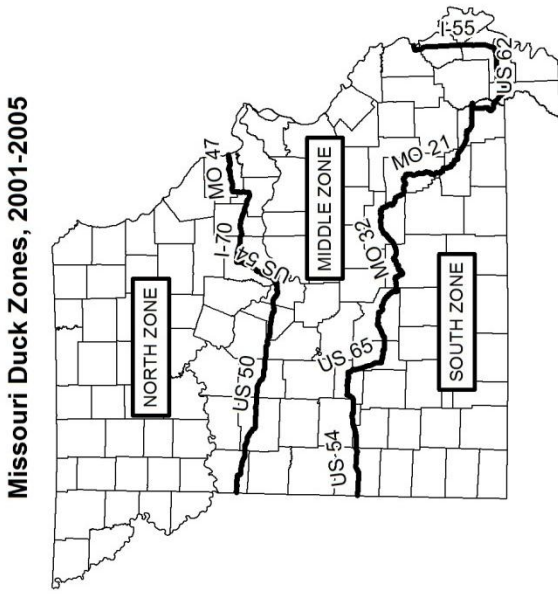 Missouri Duck Zones, 2001-2005
NORTH ZONE
MO 47
I-70
US-54
US-50
MIDDLE ZONE
I-55
US-62
MO-21
MO-32
US-65
US-54
SOUTH ZONE